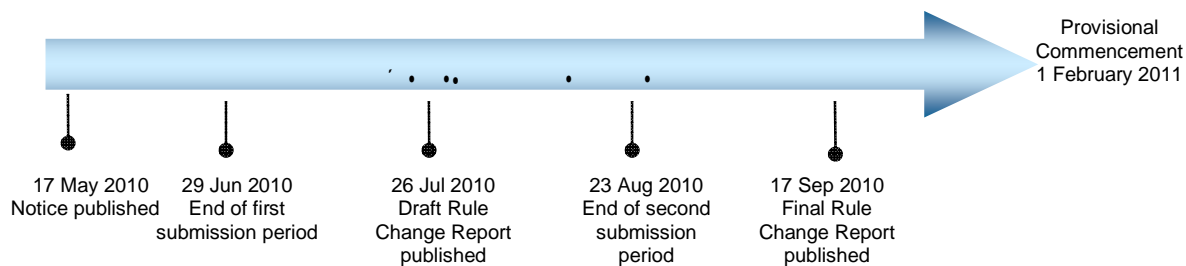 Provisional
Commencement
1 February 2011
17 May 2010
Notice published
29 Jun 2010
End of first
submission period
26 Jul 2010
Draft Rule
Change Report
published
23 Aug 2010
End of second
submission
period
17 Sep 2010
Final Rule
Change Report
published